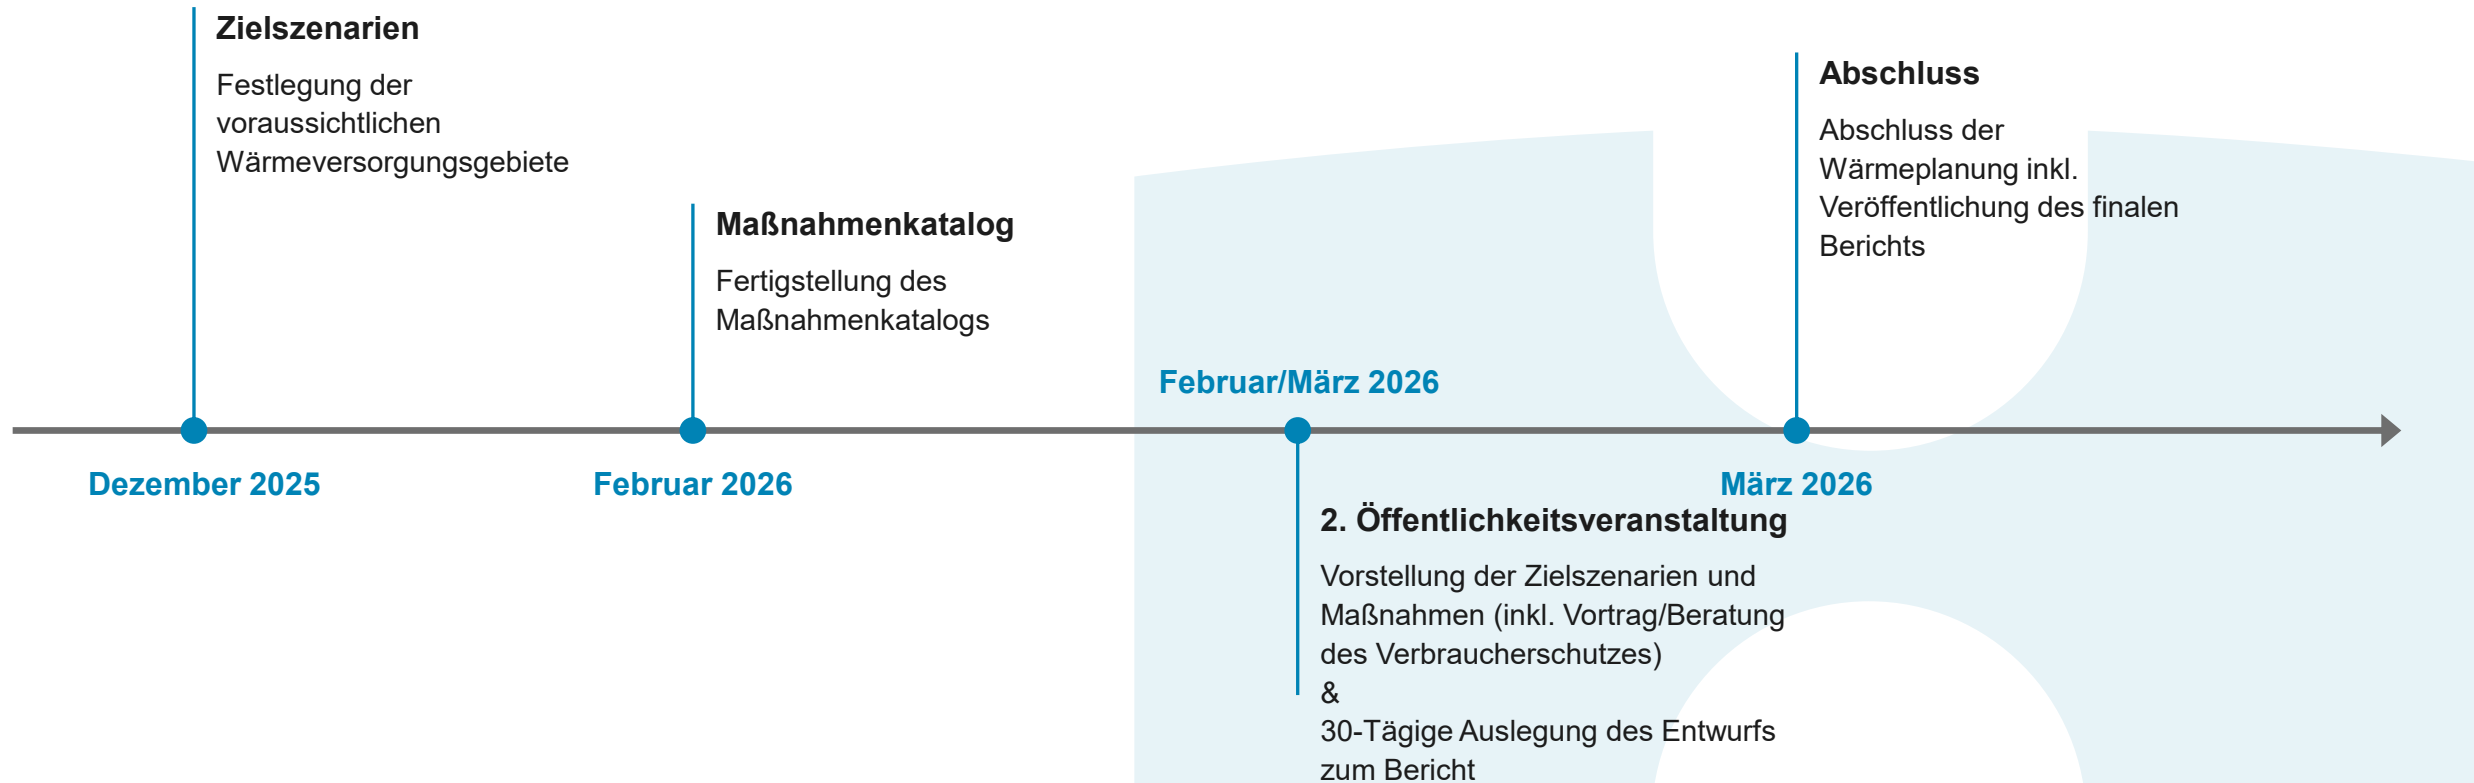 Zielszenarien
Festlegung der
voraussichtlichen
Wärmeversorgungsgebiete
Dezember 2025
Maßnahmenkatalog
Fertigstellung des
Maßnahmenkatalogs
Februar 2026
Februar/März 2026
2. Öffentlichkeitsveranstaltung
Vorstellung der Zielszenarien und
Maßnahmen (inkl. Vortrag/Beratung
des Verbraucherschutzes)
&
30-Tägige Auslegung des Entwurfs
zum Bericht
Abschluss
Abschluss der
Wärmeplanung inkl.
Veröffentlichung des finalen
Berichts
März 2026